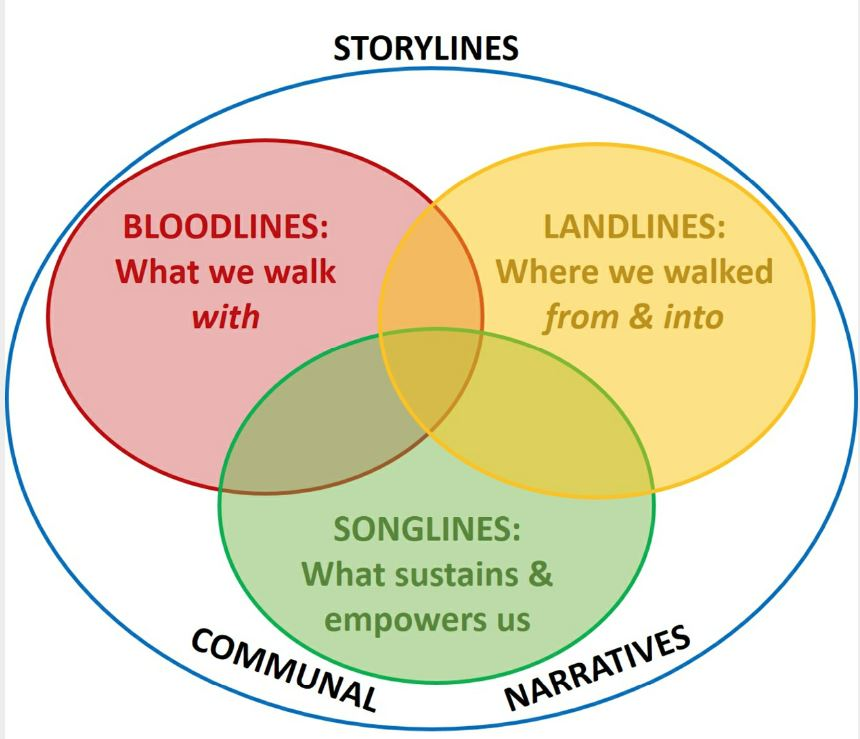 STORYLINES
BLOODLINES:
What we walk
with
LANDLINES:
Where we walked
from & into
SONGLINES:
What sustains &
empowers us
COMMUNAL
NARRATIVES